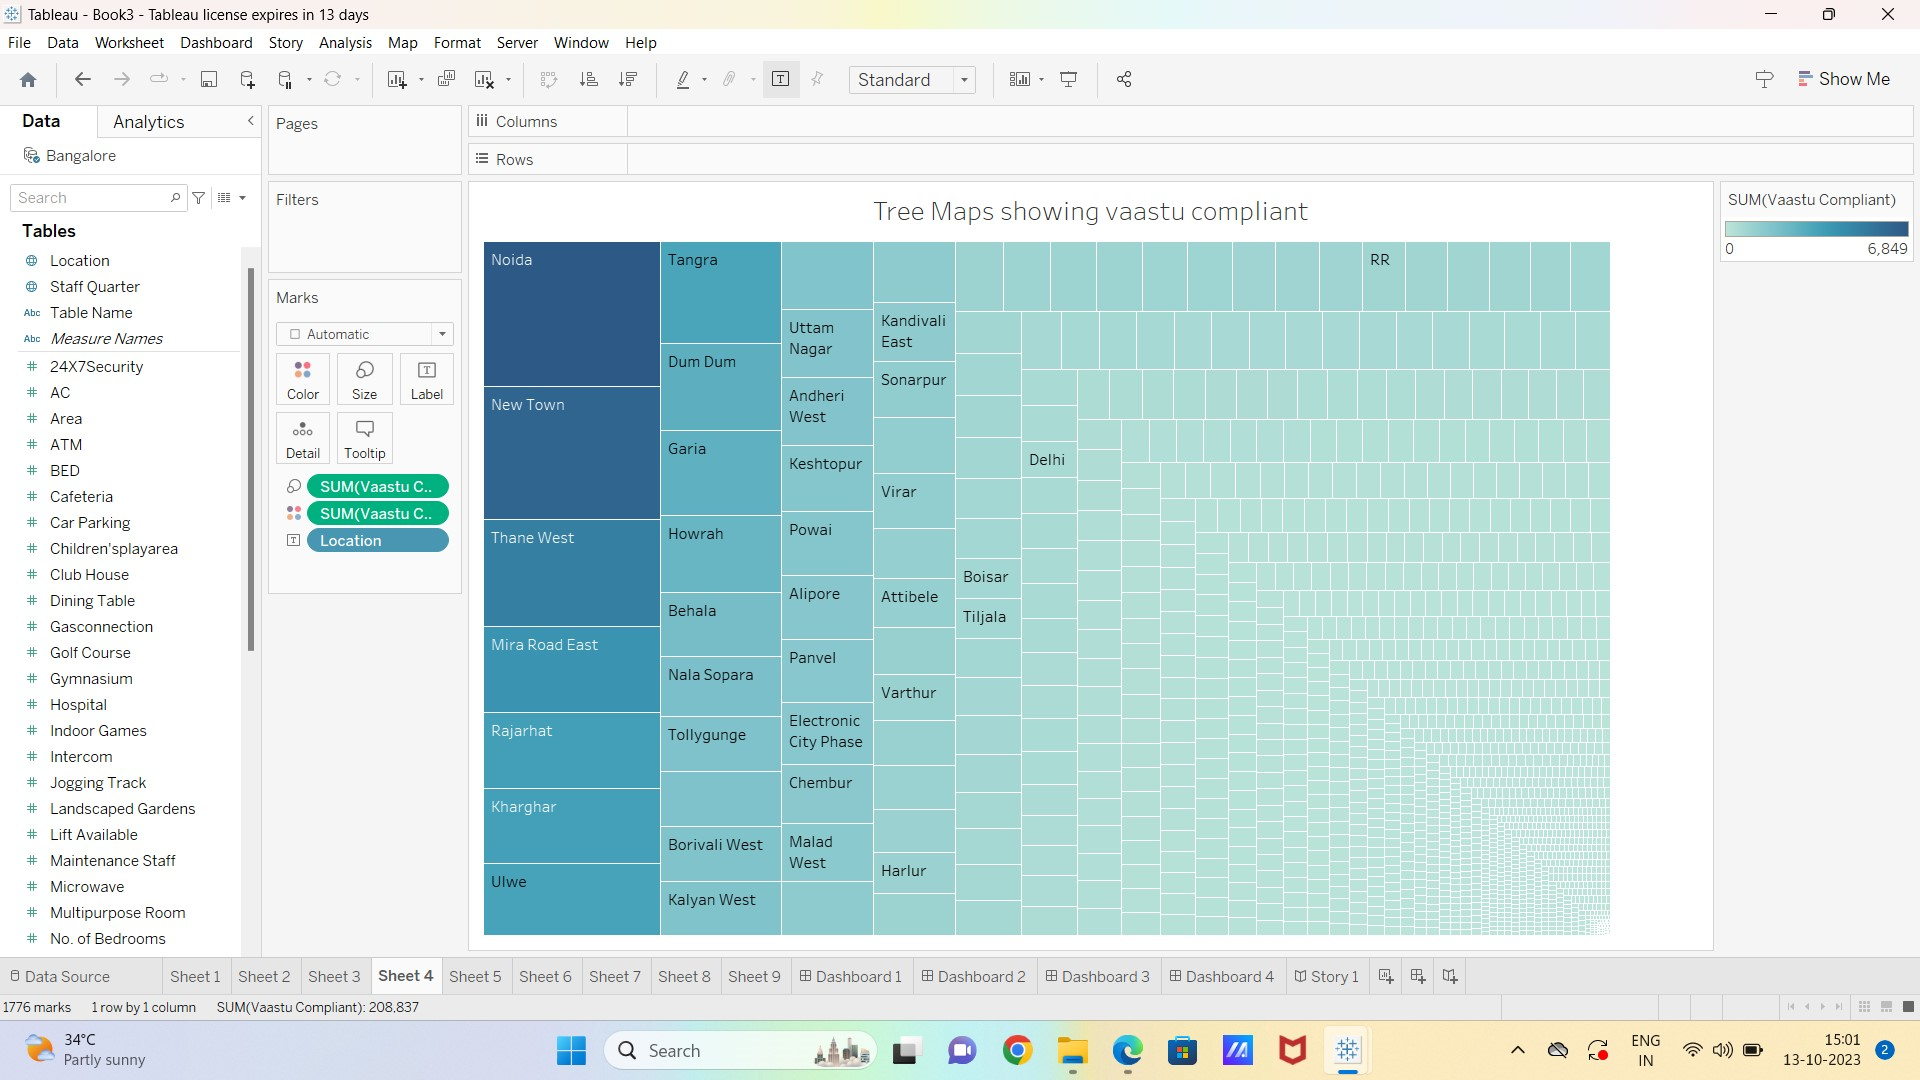 Tableau - Book3 - Tableau license expires in 13 days
File Data Worksheet Dashboard Story Analysis Map Format Server Window Help
Standard
Show Me
Data Analytics
Bangalore
Search
Tables
Location
Staff Quarter
Abc Table Name
Abc Measure Names
# 24X7Security
# AC
# Area
# ATM
# BED
# Cafeteria
# Car Parking
# Children'splayarea
# Club House
# Dining Table
# Gasconnection
# Golf Course
# Gymnasium
# Hospital
# Indoor Games
# Intercom
# Jogging Track
# Landscaped Gardens
# Lift Available
# Maintenance Staff
# Microwave
# Multipurpose Room
# No. of Bedrooms
Pages
Filters
Marks
Automatic
Color Size Label
Detail Tooltip
SUM(Vaastu C..
SUM(Vaastu C..
Location
Columns
Rows
Tree Maps showing vaastu compliant
Noida
New Town
Thane West
Mira Road East
Rajarhat
Kharghar
Ulwe
Tangra
Dum Dum
Garia
Howrah
Behala
Nala Sopara
Tollygunge
Borivali West
Kalyan West
Uttam
Nagar
Andheri
West
Keshtopur
Powai
Alipore
Panvel
Electronic
City Phase
Chembur
Malad
West
Kandivali
East
Sonarpur
Virar
Attibele
Varthur
Harlur
Boisar
Tiljala
Delhi
RR
SUM(Vaastu Compliant)
0 6,849
Data Source Sheet 1 Sheet 2 Sheet 3 Sheet 4 Sheet 5 Sheet 6 Sheet 7 Sheet 8 Sheet 9 Dashboard 1 Dashboard 2 Dashboard 3 Dashboard 4 Story 1
1776 marks 1 row by 1 column SUM(Vaastu Compliant): 208,837
34°C
Partly sunny
Search
ENG
IN
15:01
13-10-2023
2